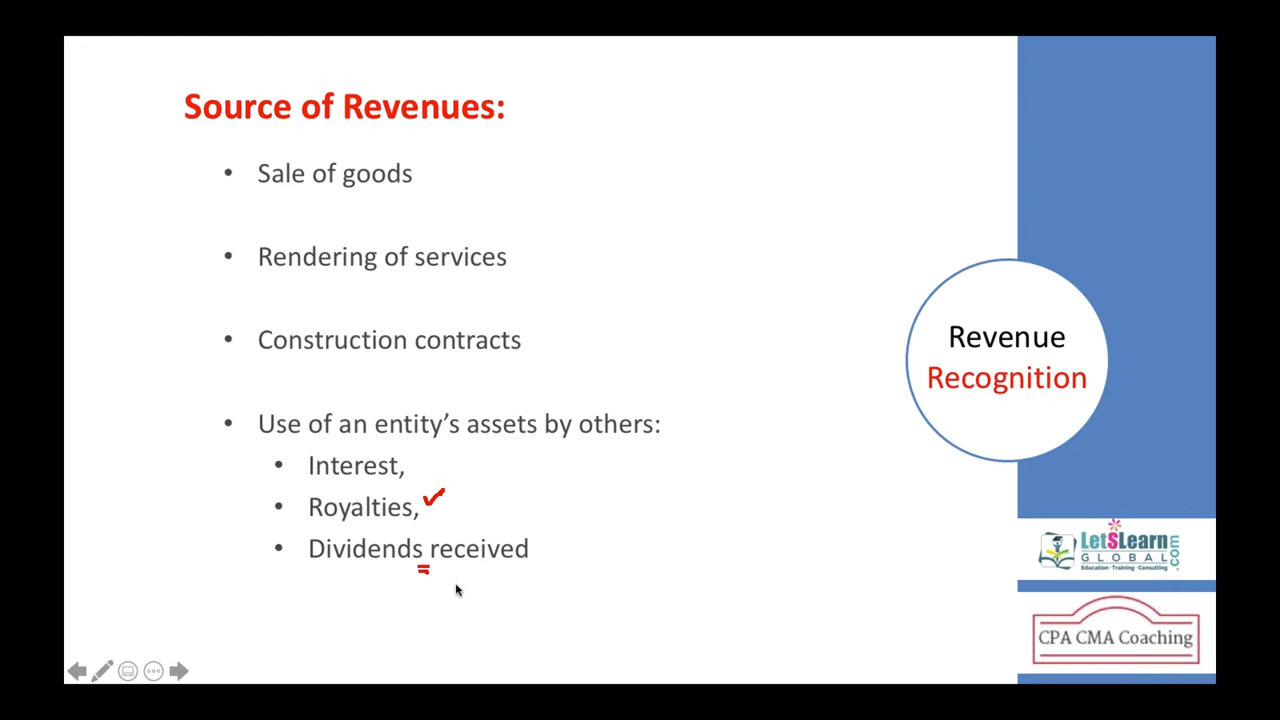 Source of Revenues:
• Sale of goods
• Rendering of services
• Construction contracts
• Use of an entity’s assets by others:
• Interest,
• Royalties,
• Dividends received
Revenue
Recognition
LetSLearn
GLOBAL
.com
Education · Training · Consulting
CPA CMA Coaching